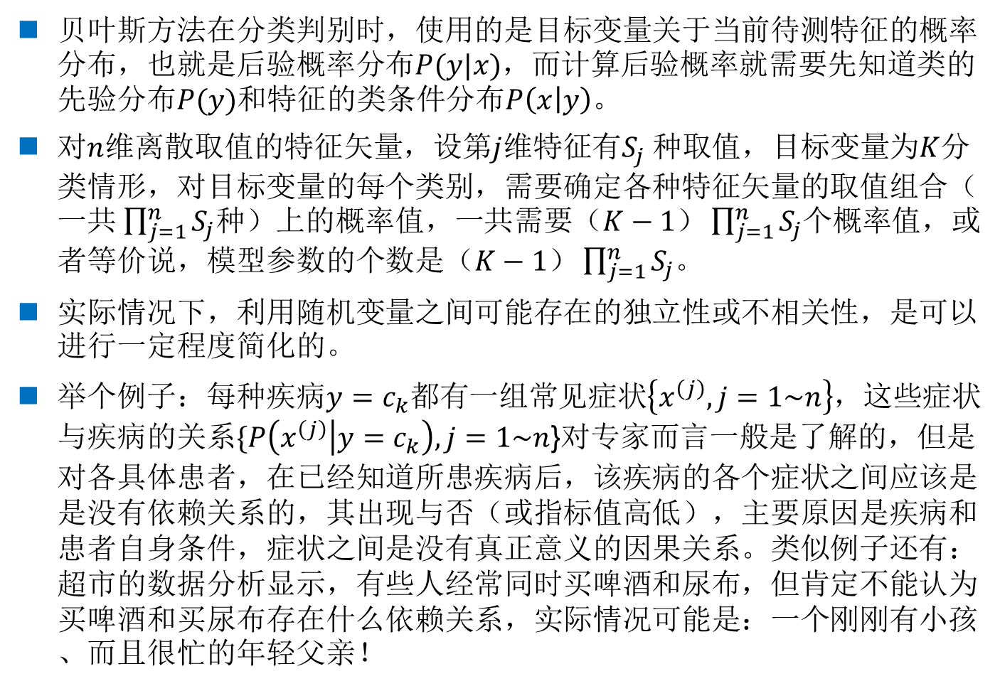 贝叶斯方法在分类判别时，使用的是目标变量关于当前待测特征的概率
分布，也就是后验概率分布P(y|x)，而计算后验概率就需要先知道类的
先验分布P(y)和特征的类条件分布P(x|y)。
对n维离散取值的特征矢量，设第j维特征有S_j 种取值，目标变量为K分
类情形，对目标变量的每个类别，需要确定各种特征矢量的取值组合（
一共 ∏_{j=1}^{n} S_j种）上的概率值，一共需要（K − 1）∏_{j=1}^{n} S_j个概率值，或
者等价说，模型参数的个数是（K − 1）∏_{j=1}^{n} S_j。
实际情况下，利用随机变量之间可能存在的独立性或不相关性，是可以
进行一定程度简化的。
举个例子：每种疾病y = c_k都有一组常见症状{x^{(j)}, j = 1~n}，这些症状
与疾病的关系{P(x^{(j)}|y = c_k), j = 1~n}对专家而言一般是了解的，但是
对各具体患者，在已经知道所患疾病后，该疾病的各个症状之间应该是
是没有依赖关系的，其出现与否（或指标值高低），主要原因是疾病和
患者自身条件，症状之间是没有真正意义的因果关系。类似例子还有：
超市的数据分析显示，有些人经常同时买啤酒和尿布，但肯定不能认为
买啤酒和买尿布存在什么依赖关系，实际情况可能是：一个刚刚有小孩
、而且很忙的年轻父亲！